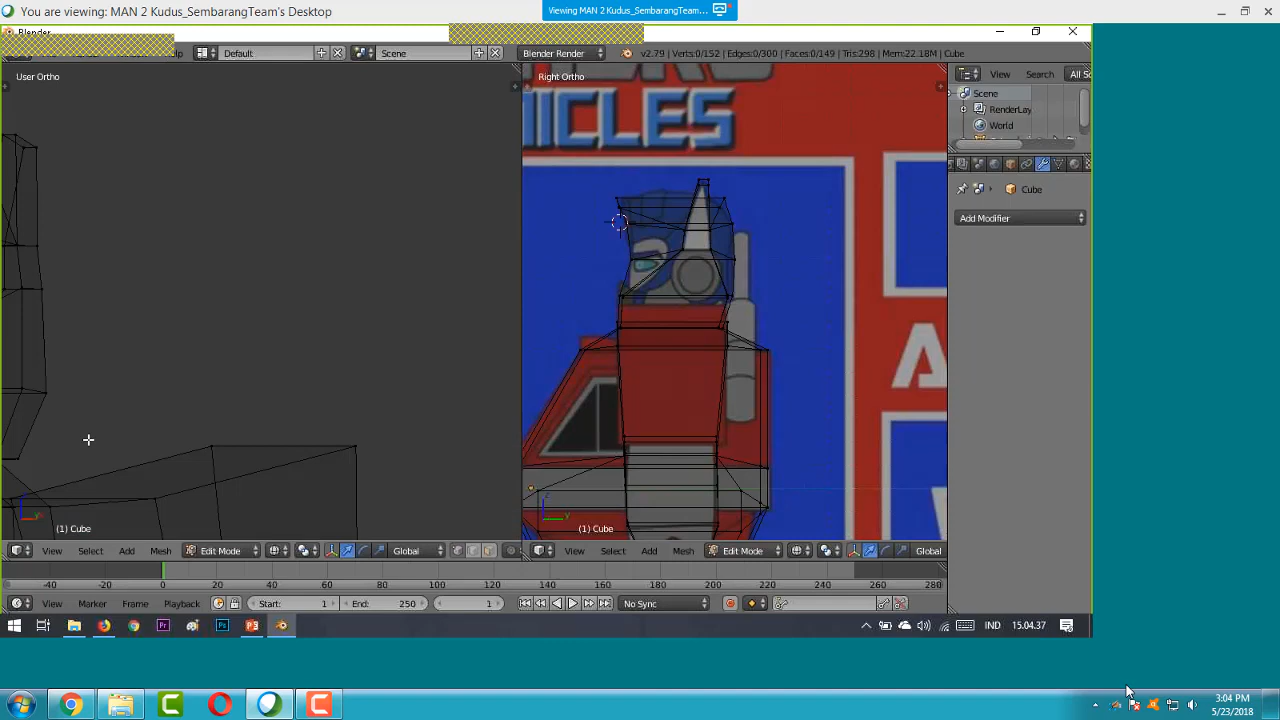 You are viewing: MAN 2 Kudus_SembarangTeam's Desktop
Viewing MAN 2 Kudus_SembarangTeam...
Blender
Default
Scene
Blender Render
v2.79 | Verts:0/152 | Edges:0/300 | Faces:0/149 | Tris:298 | Mem:22.18M | Cube
User Ortho
Right Ortho
View
Search
All Sc
Scene
RenderLay
World
Cube
Add Modifier
HICLES
A
(1) Cube
(1) Cube
View
Select
Add
Mesh
Edit Mode
Global
View
Select
Add
Mesh
Edit Mode
Global
-40 -20 0 20 40 60 80 100 120 140 160 180 200 220 240 260 280
View
Marker
Frame
Playback
Start: 1
End: 250
1
No Sync
IND
15.04.37
3:04 PM
5/23/2018